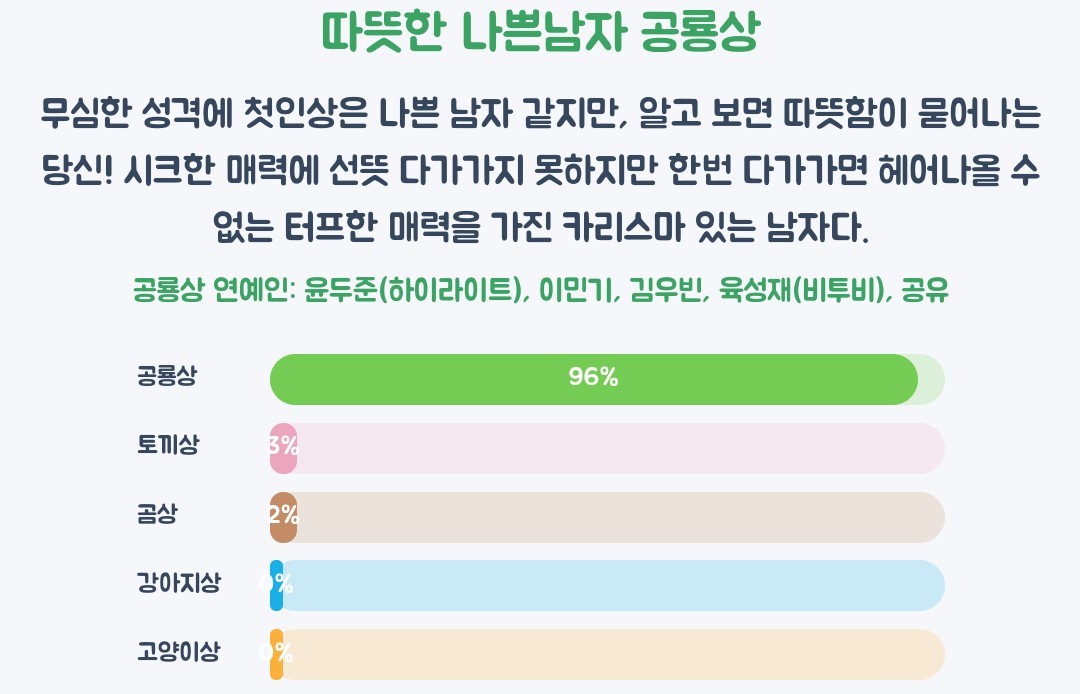 따뜻한 나쁜남자 공룡상
무심한 성격에 첫인상은 나쁜 남자 같지만, 알고 보면 따뜻함이 묻어나는
당신! 시크한 매력에 선뜻 다가가지 못하지만 한번 다가가면 헤어나올 수
없는 터프한 매력을 가진 카리스마 있는 남자다.
공룡상 연예인: 윤두준(하이라이트), 이민기, 김우빈, 육성재(비투비), 공유
공룡상 96%
토끼상 3%
곰상 2%
강아지상 0%
고양이상 0%